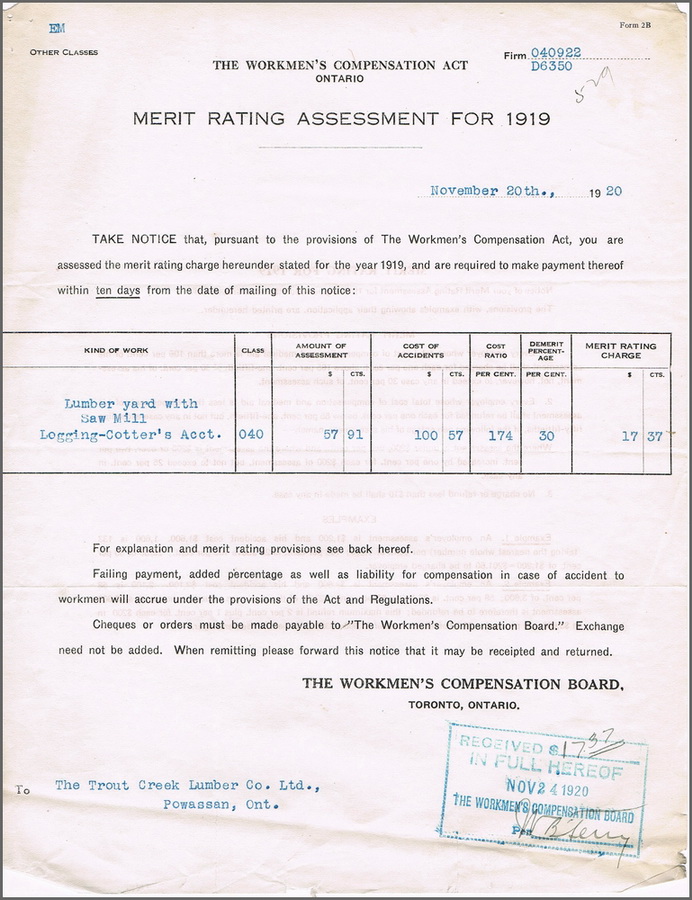 EM
Form 2B
OTHER CLASSES
Firm 040922
D6350
529
THE WORKMEN'S COMPENSATION ACT
ONTARIO
MERIT RATING ASSESSMENT FOR 1919
November 20th., 1920
TAKE NOTICE that, pursuant to the provisions of The Workmen's Compensation Act, you are
assessed the merit rating charge hereunder stated for the year 1919, and are required to make payment thereof
within ten days from the date of mailing of this notice:
KIND OF WORK CLASS AMOUNT OF ASSESSMENT COST OF ACCIDENTS COST RATIO DEMERIT PERCENT-AGE MERIT RATING CHARGE
$ CTS. $ CTS. PER CENT. PER CENT. $ CTS.
Lumber yard with
Saw Mill
Logging-Cotter's Acct. 040 57 91 100 57 174 30 17 37
For explanation and merit rating provisions see back hereof.
Failing payment, added percentage as well as liability for compensation in case of accident to
workmen will accrue under the provisions of the Act and Regulations.
Cheques or orders must be made payable to "The Workmen's Compensation Board." Exchange
need not be added. When remitting please forward this notice that it may be receipted and returned.
THE WORKMEN'S COMPENSATION BOARD,
TORONTO, ONTARIO.
RECEIVED $17.37
IN FULL HEREOF
NOV 24 1920
THE WORKMEN'S COMPENSATION BOARD
Per
To The Trout Creek Lumber Co. Ltd.,
Powassan, Ont.